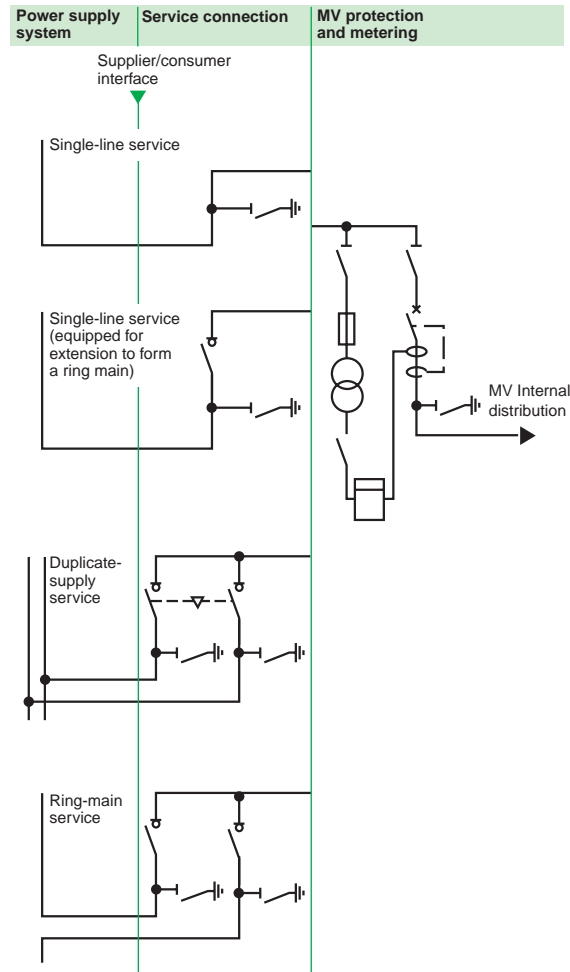 Power supply
system
Service connection
MV protection
and metering
Supplier/consumer
interface
Single-line service
Single-line service
(equipped for
extension to form
a ring main)
MV Internal
distribution
Duplicate-
supply
service
Ring-main
service